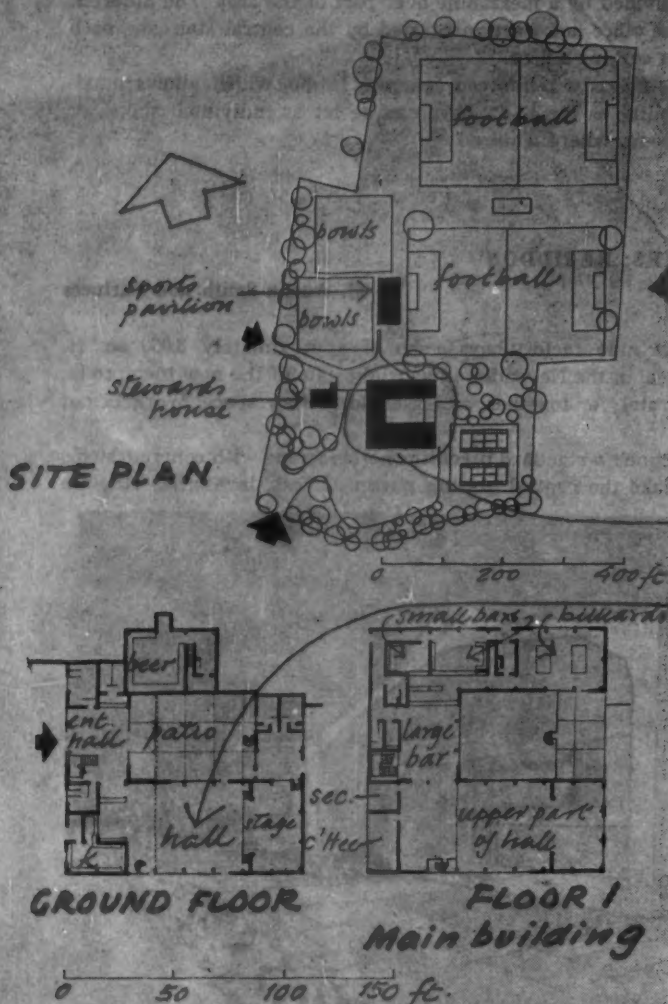 football
bowls
football
sports
pavilion
bowls
stewards
house
SITE PLAN
0 200 400 ft
small bars billiards
beer
ent.
hall
patio
large
bar
sec.
hall
stage
c'ttee
upper part
of hall
k
GROUND FLOOR
FLOOR 1
Main building
0 50 100 150 ft.